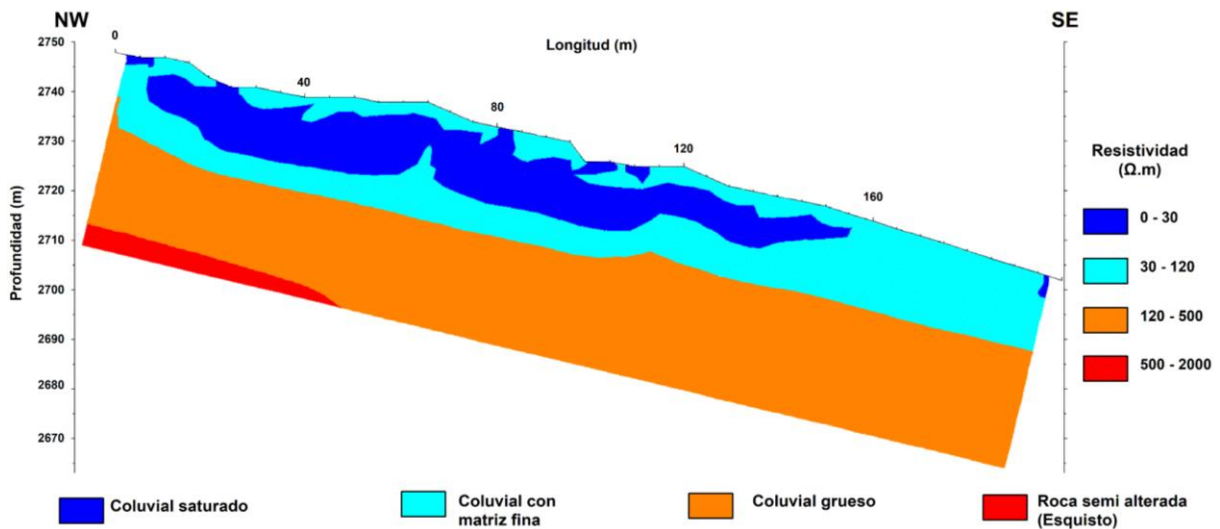 NW
SE
Longitud (m)
0
40
80
120
160
Profundidad (m)
2750
2740
2730
2720
2710
2700
2690
2680
2670
Resistividad
(Ω.m)
0 - 30
30 - 120
120 - 500
500 - 2000
Coluvial saturado
Coluvial con
matriz fina
Coluvial grueso
Roca semi alterada
(Esquisto)